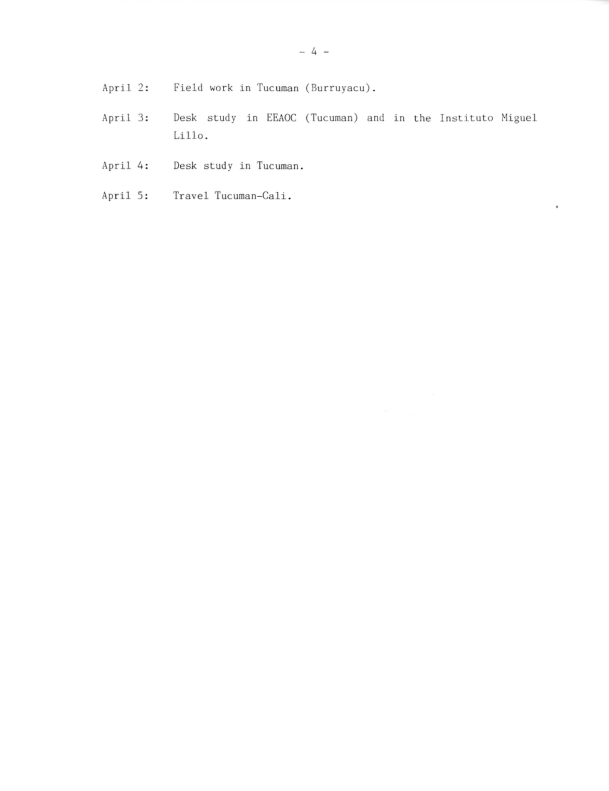 - 4 -
April 2: Field work in Tucuman (Burruyacu).
April 3: Desk study in EEAOC (Tucuman) and in the Instituto Miguel
Lillo.
April 4: Desk study in Tucuman.
April 5: Travel Tucuman-Cali.